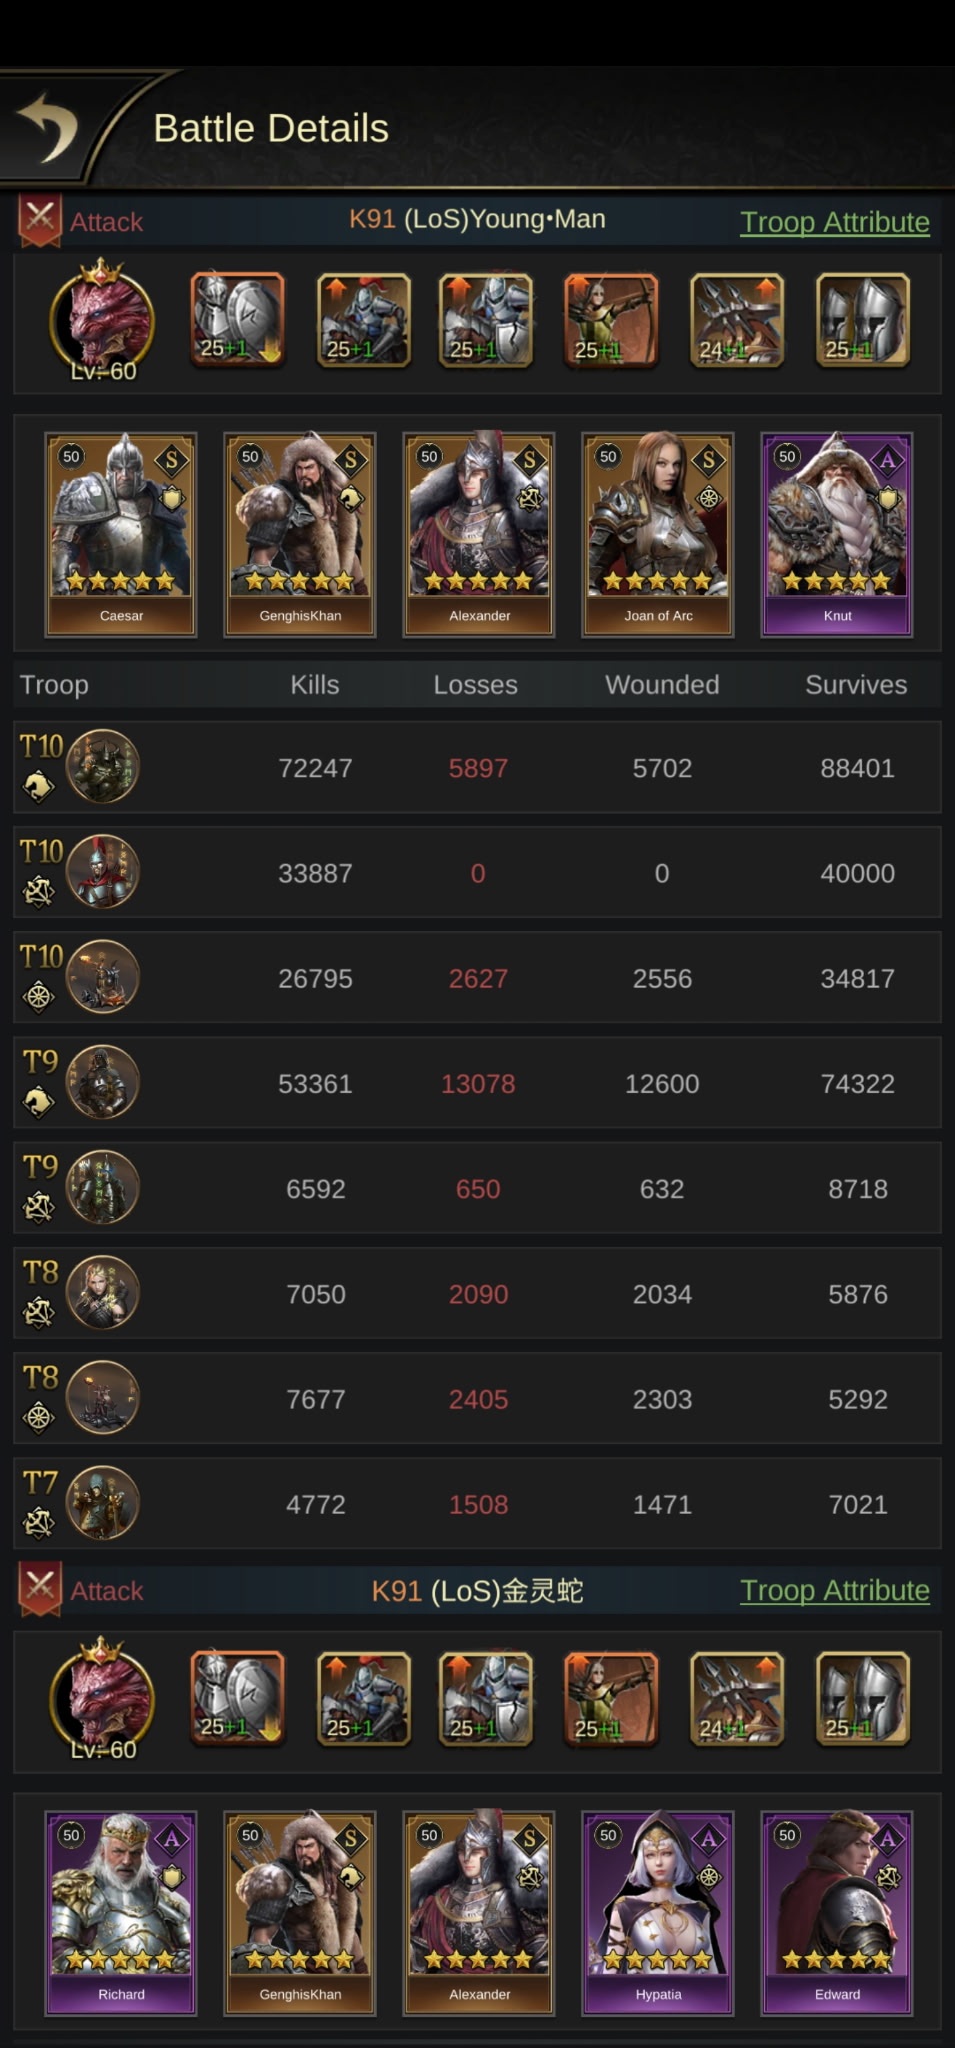 Battle Details
Attack K91 (LoS)Young•Man Troop Attribute
Lv: 60 25+1 25+1 25+1 25+1 24+1 25+1
50 S 50 S 50 S 50 S 50 A
Caesar GenghisKhan Alexander Joan of Arc Knut
Troop Kills Losses Wounded Survives
T10 72247 5897 5702 88401
T10 33887 0 0 40000
T10 26795 2627 2556 34817
T9 53361 13078 12600 74322
T9 6592 650 632 8718
T8 7050 2090 2034 5876
T8 7677 2405 2303 5292
T7 4772 1508 1471 7021
Attack K91 (LoS)金灵蛇 Troop Attribute
Lv: 60 25+1 25+1 25+1 25+1 24+1 25+1
50 A 50 S 50 S 50 A 50 A
Richard GenghisKhan Alexander Hypatia Edward